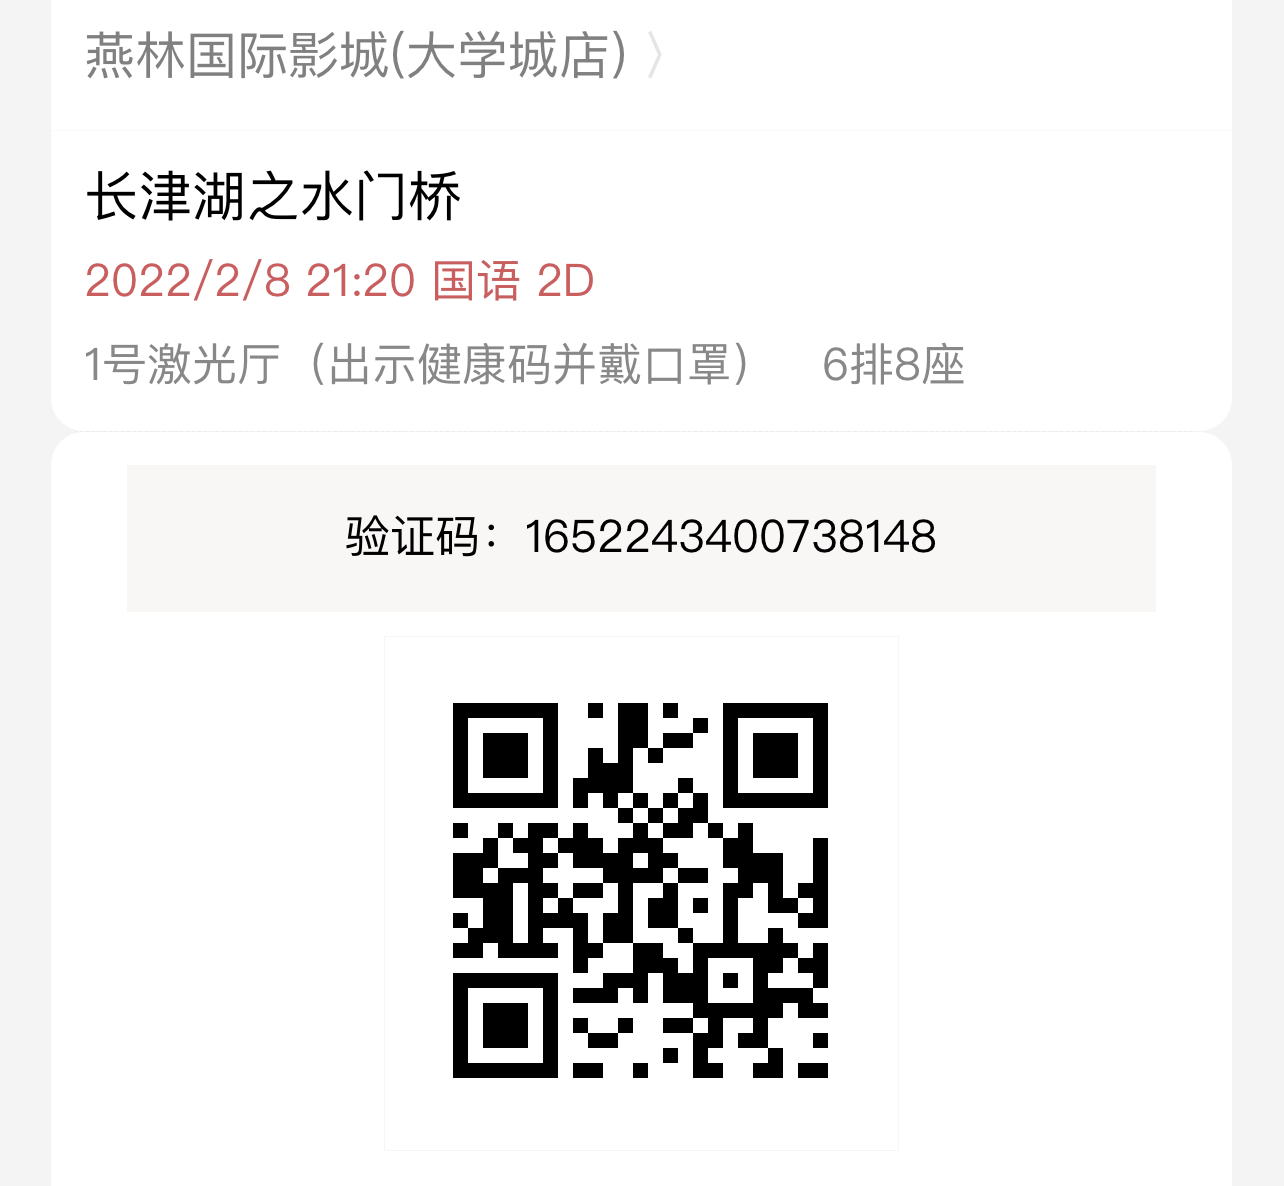 燕林国际影城(大学城店)
长津湖之水门桥
2022/2/8 21:20 国语 2D
1号激光厅（出示健康码并戴口罩） 6排8座
验证码：1652243400738148